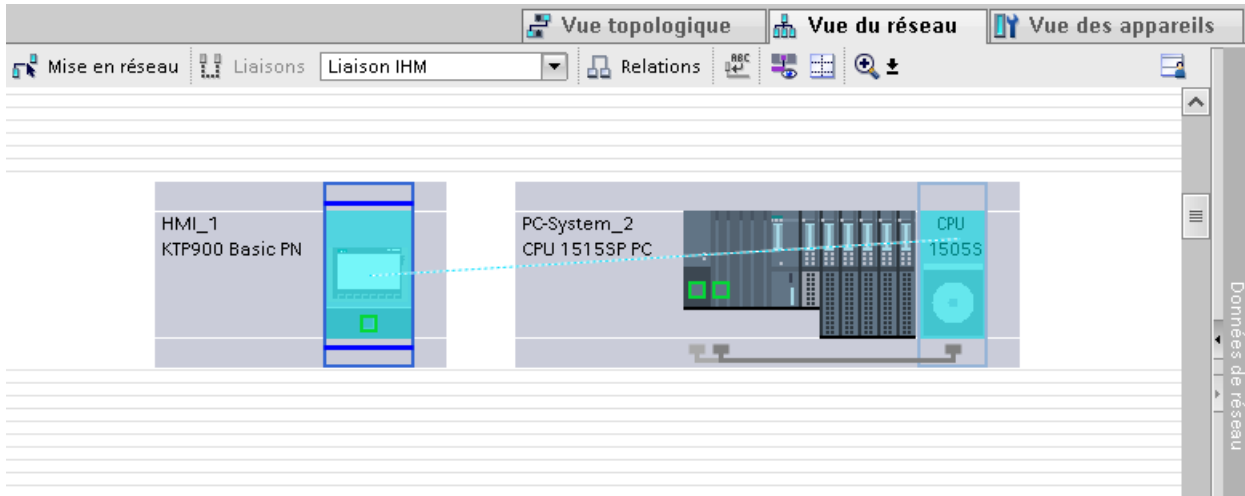 Vue topologique
Vue du réseau
Vue des appareils
Mise en réseau
Liaisons
Liaison IHM
Relations
ABC
HMI_1
KTP900 Basic PN
PC-System_2
CPU 1515SP PC
CPU
1505S
Données de réseau